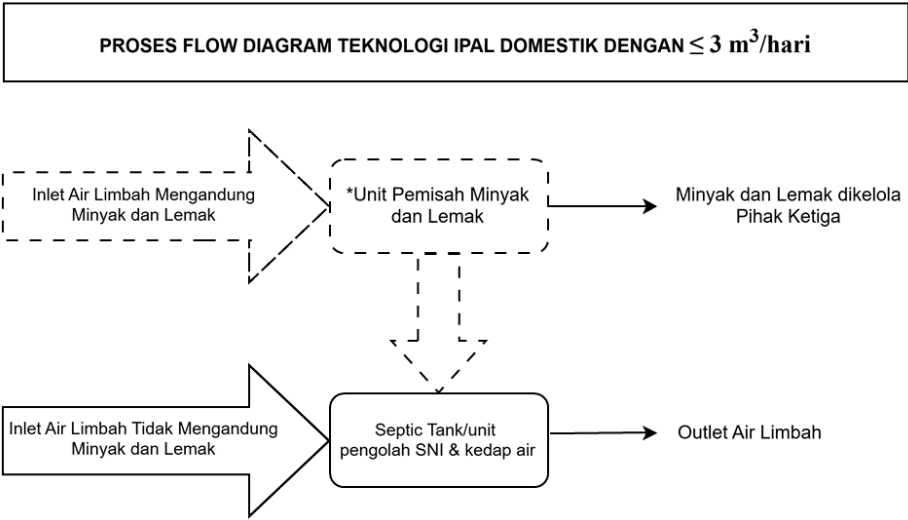 PROSES FLOW DIAGRAM TEKNOLOGI IPAL DOMESTIK DENGAN ≤ 3 m³/hari
Inlet Air Limbah Mengandung
Minyak dan Lemak
*Unit Pemisah Minyak
dan Lemak
Minyak dan Lemak dikelola
Pihak Ketiga
Inlet Air Limbah Tidak Mengandung
Minyak dan Lemak
Septic Tank/unit
pengolah SNI & kedap air
Outlet Air Limbah